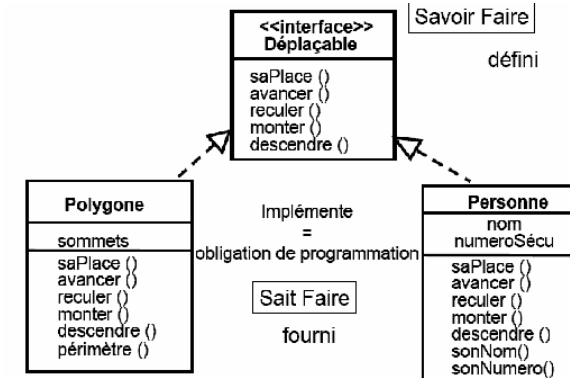 <<interface>>
Déplaçable
saPlace ()
avancer ()
reculer ()
monter ()
descendre ()
Savoir Faire
défini
Polygone
sommets
saPlace ()
avancer ()
reculer ()
monter ()
descendre ()
périmètre ()
Implémente
=
obligation de programmation
Sait Faire
fourni
Personne
nom
numeroSécu
saPlace ()
avancer ()
reculer ()
monter ()
descendre ()
sonNom()
sonNumero()